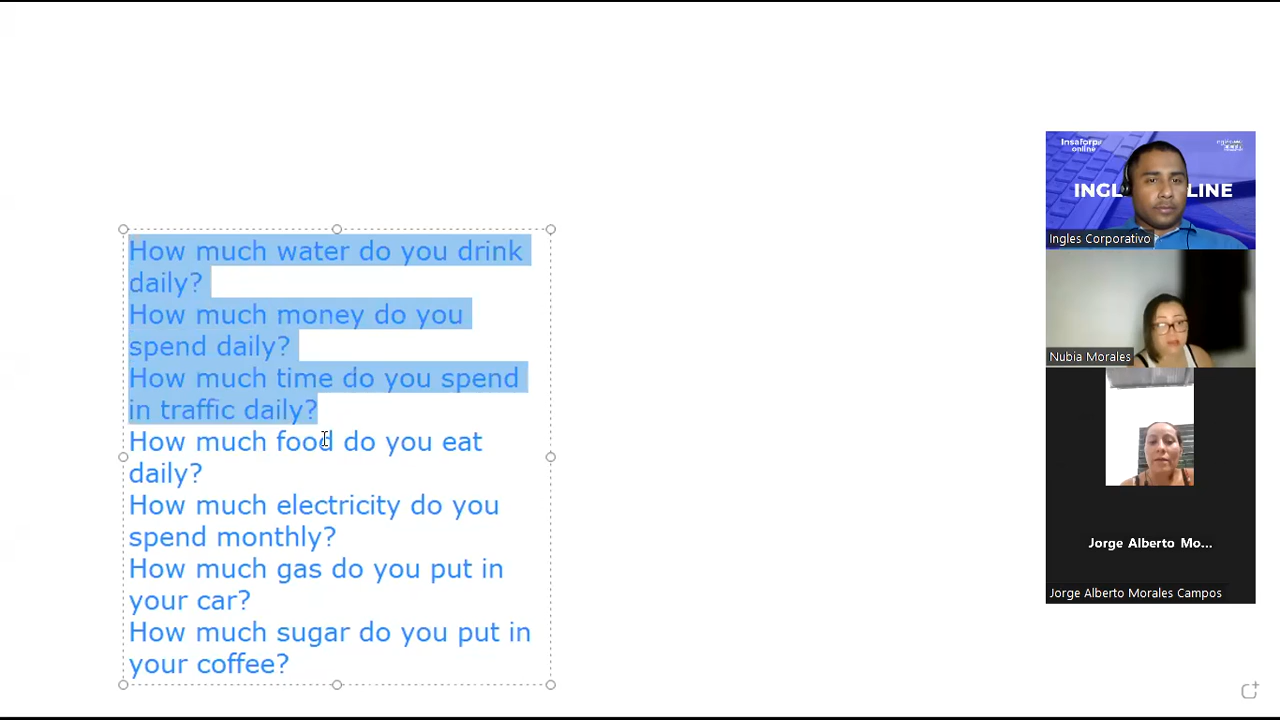 How much water do you drink
daily?
How much money do you
spend daily?
How much time do you spend
in traffic daily?
How much food do you eat
daily?
How much electricity do you
spend monthly?
How much gas do you put in
your car?
How much sugar do you put in
your coffee?
Insaforp
online
INGL LINE
Ingles Corporativo
Nubia Morales
Jorge Alberto Mo...
Jorge Alberto Morales Campos